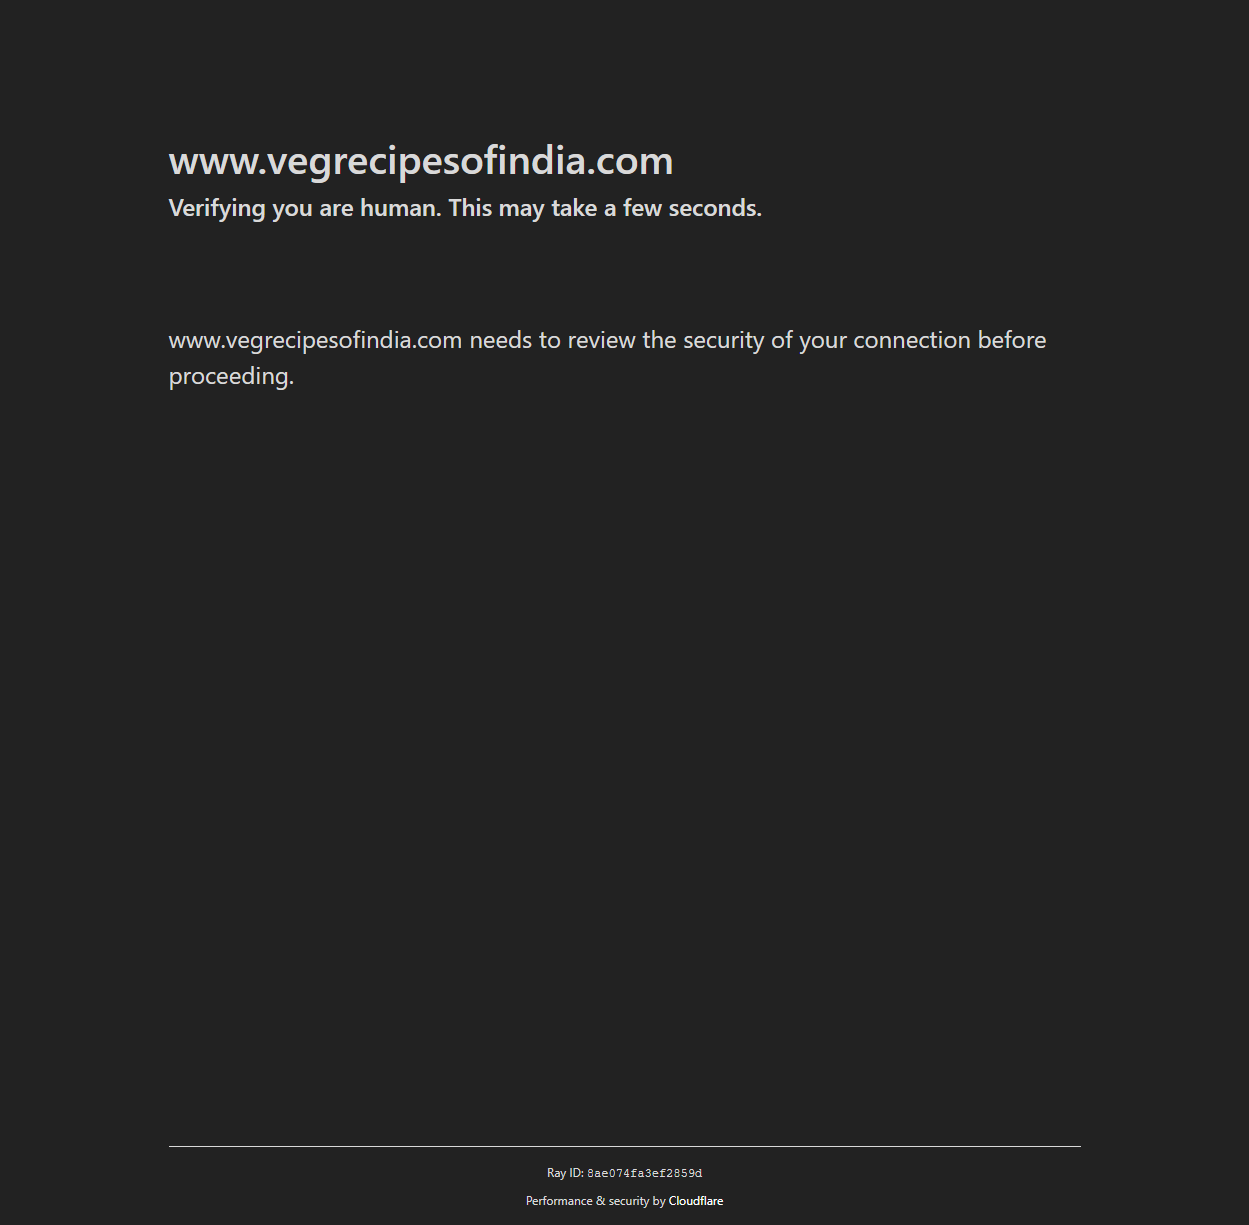 www.vegrecipesofindia.com
Verifying you are human. This may take a few seconds.
www.vegrecipesofindia.com needs to review the security of your connection before
proceeding.
Ray ID: 8ae074fa3ef2859d
Performance & security by Cloudflare